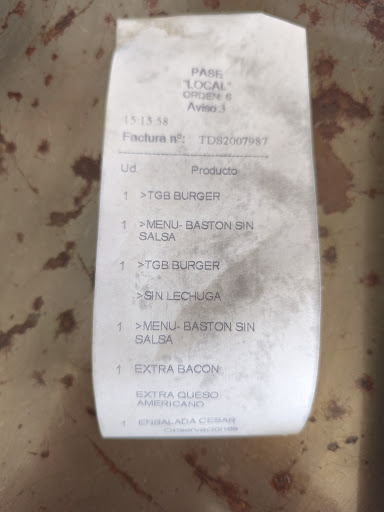 PASE
"LOCAL"
ORDEN: 6
Aviso:3
15:15:58
Factura nº: TDS2007987
Ud. Producto
1 >TGB BURGER
1 >MENU- BASTON SIN
SALSA
1 >TGB BURGER
>SIN LECHUGA
1 >MENU- BASTON SIN
SALSA
1 EXTRA BACON
EXTRA QUESO
AMERICANO
1 ENSALADA CESAR
Observaciones